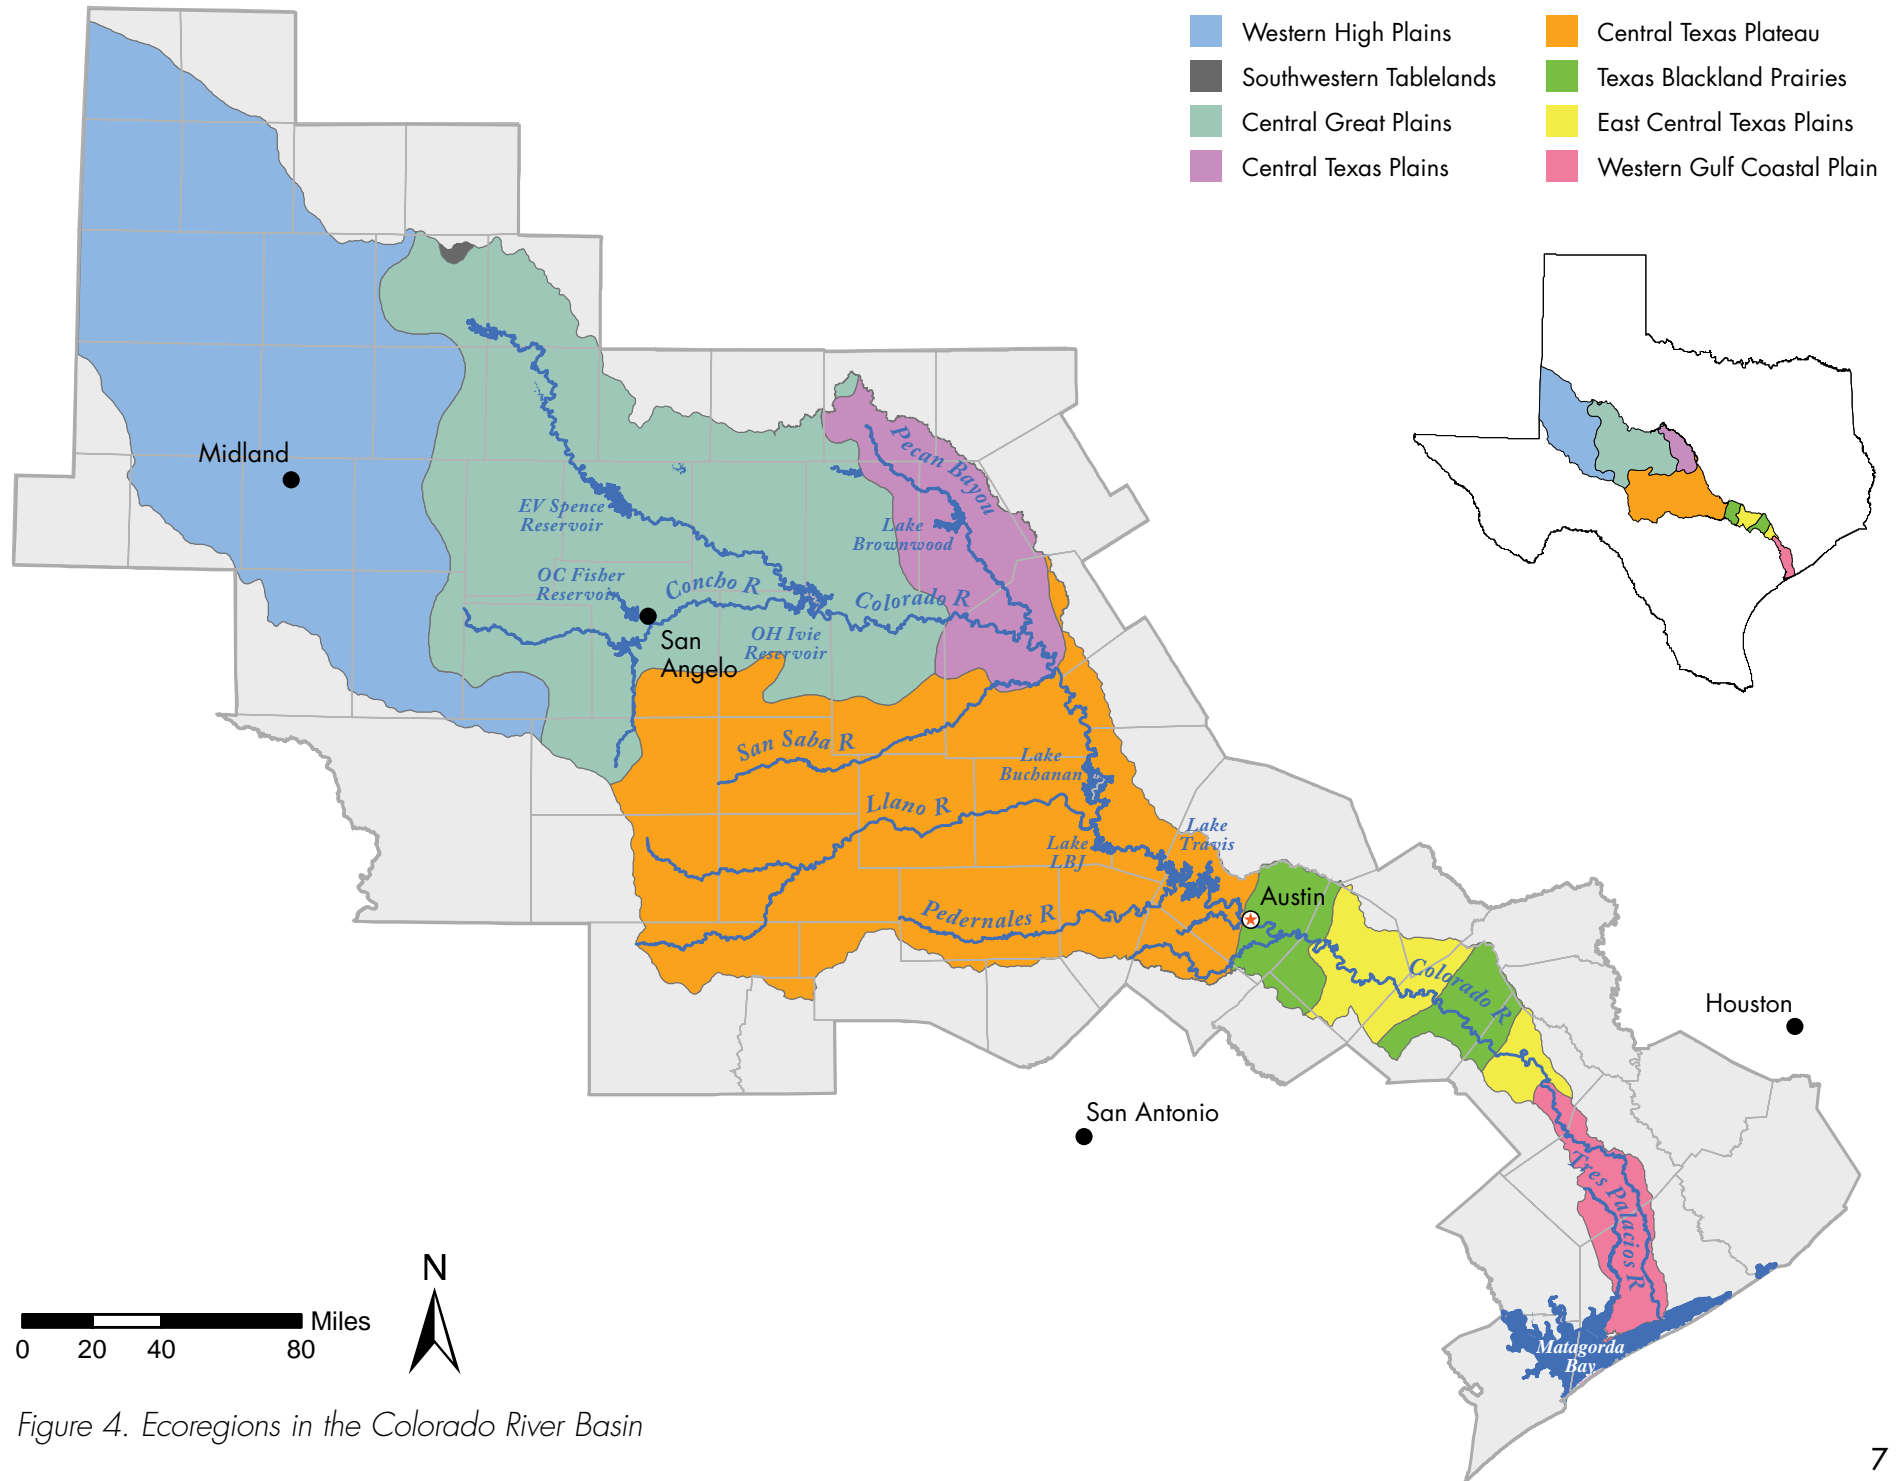 Western High Plains
Southwestern Tablelands
Central Great Plains
Central Texas Plains
Central Texas Plateau
Texas Blackland Prairies
East Central Texas Plains
Western Gulf Coastal Plain
Midland
Pecan Bayou
EV Spence
Reservoir
Lake
Brownwood
OC Fisher
Reservoir
Concho R
Colorado R
San
Angelo
OH Ivie
Reservoir
San Saba R
Lake
Buchanan
Llano R
Lake
LBJ
Lake
Travis
Pedernales R
Austin
Colorado R
Houston
San Antonio
Tres Palacios R
Matagorda
Bay
N
Miles
0 20 40 80
Figure 4. Ecoregions in the Colorado River Basin
7